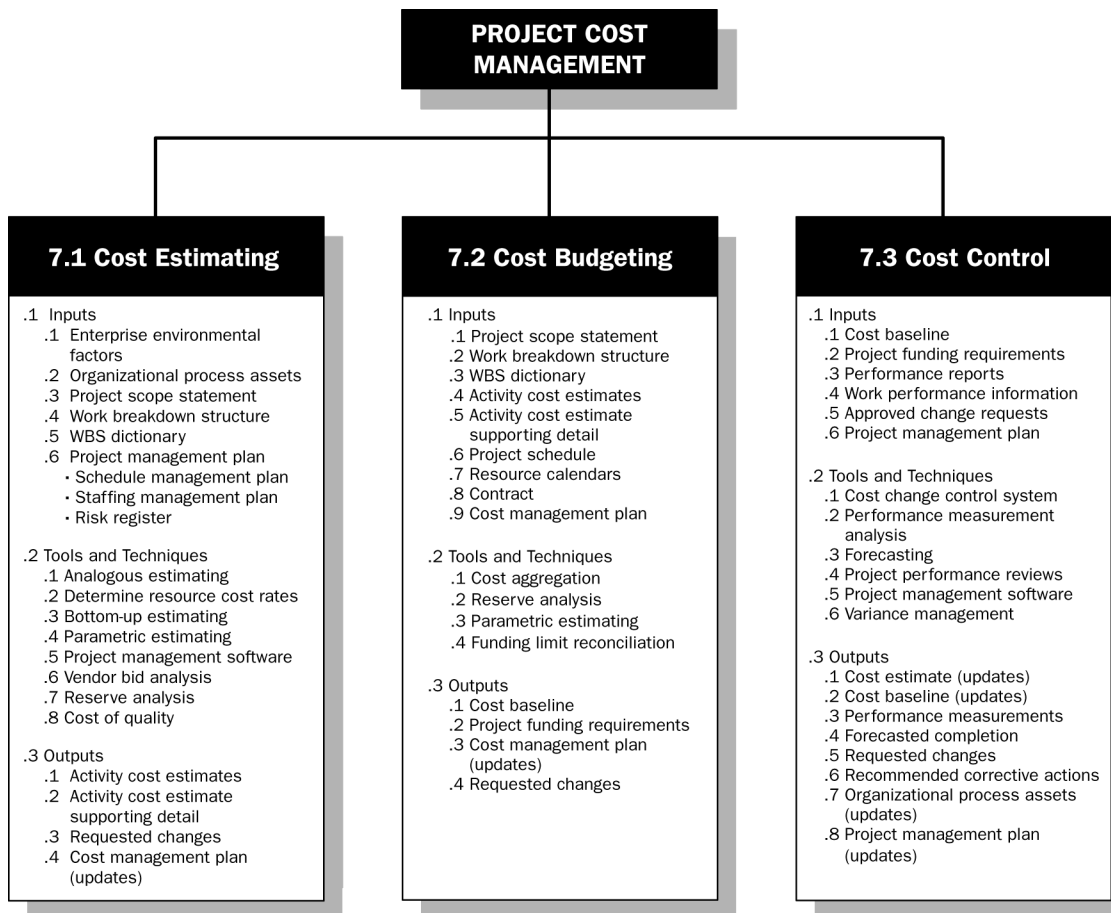 PROJECT COST
MANAGEMENT
7.1 Cost Estimating
.1 Inputs
.1 Enterprise environmental
factors
.2 Organizational process assets
.3 Project scope statement
.4 Work breakdown structure
.5 WBS dictionary
.6 Project management plan
· Schedule management plan
· Staffing management plan
· Risk register
.2 Tools and Techniques
.1 Analogous estimating
.2 Determine resource cost rates
.3 Bottom-up estimating
.4 Parametric estimating
.5 Project management software
.6 Vendor bid analysis
.7 Reserve analysis
.8 Cost of quality
.3 Outputs
.1 Activity cost estimates
.2 Activity cost estimate
supporting detail
.3 Requested changes
.4 Cost management plan
(updates)
7.2 Cost Budgeting
.1 Inputs
.1 Project scope statement
.2 Work breakdown structure
.3 WBS dictionary
.4 Activity cost estimates
.5 Activity cost estimate
supporting detail
.6 Project schedule
.7 Resource calendars
.8 Contract
.9 Cost management plan
.2 Tools and Techniques
.1 Cost aggregation
.2 Reserve analysis
.3 Parametric estimating
.4 Funding limit reconciliation
.3 Outputs
.1 Cost baseline
.2 Project funding requirements
.3 Cost management plan
(updates)
.4 Requested changes
7.3 Cost Control
.1 Inputs
.1 Cost baseline
.2 Project funding requirements
.3 Performance reports
.4 Work performance information
.5 Approved change requests
.6 Project management plan
.2 Tools and Techniques
.1 Cost change control system
.2 Performance measurement
analysis
.3 Forecasting
.4 Project performance reviews
.5 Project management software
.6 Variance management
.3 Outputs
.1 Cost estimate (updates)
.2 Cost baseline (updates)
.3 Performance measurements
.4 Forecasted completion
.5 Requested changes
.6 Recommended corrective actions
.7 Organizational process assets
(updates)
.8 Project management plan
(updates)